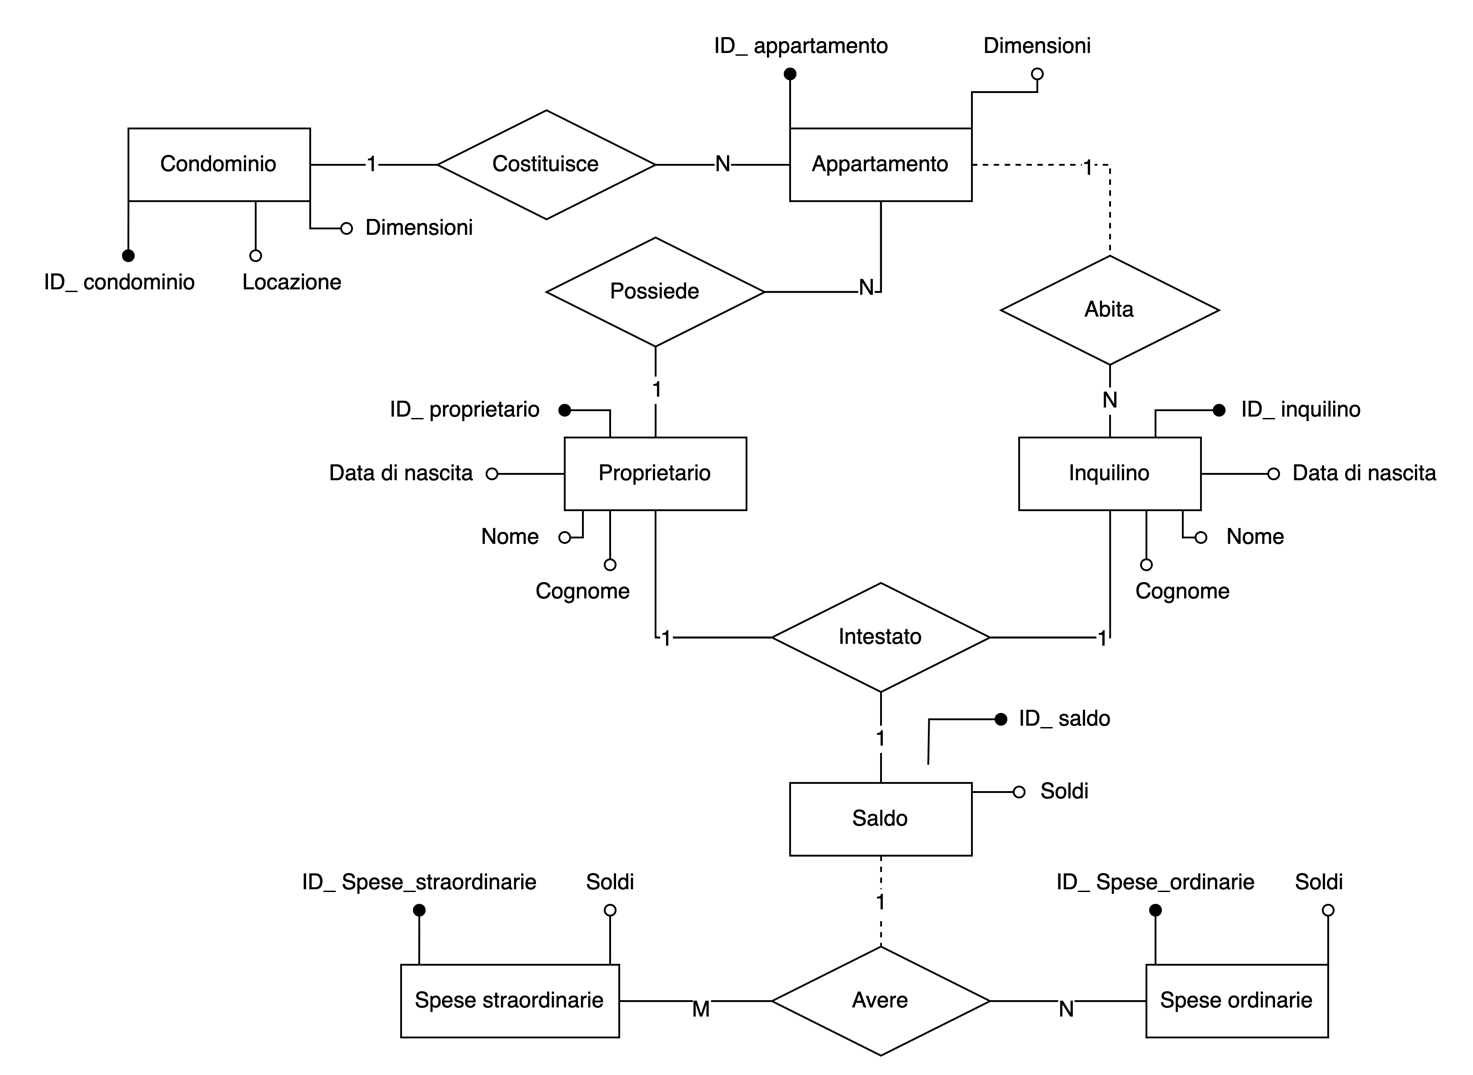 ID_ appartamento
Dimensioni
Condominio
1
Costituisce
N
Appartamento
1
Dimensioni
ID_ condominio
Locazione
Possiede
N
Abita
1
N
ID_ proprietario
ID_ inquilino
Data di nascita
Proprietario
Inquilino
Data di nascita
Nome
Nome
Cognome
Cognome
1
Intestato
1
1
ID_ saldo
Soldi
Saldo
ID_ Spese_straordinarie
Soldi
1
ID_ Spese_ordinarie
Soldi
Spese straordinarie
M
Avere
N
Spese ordinarie